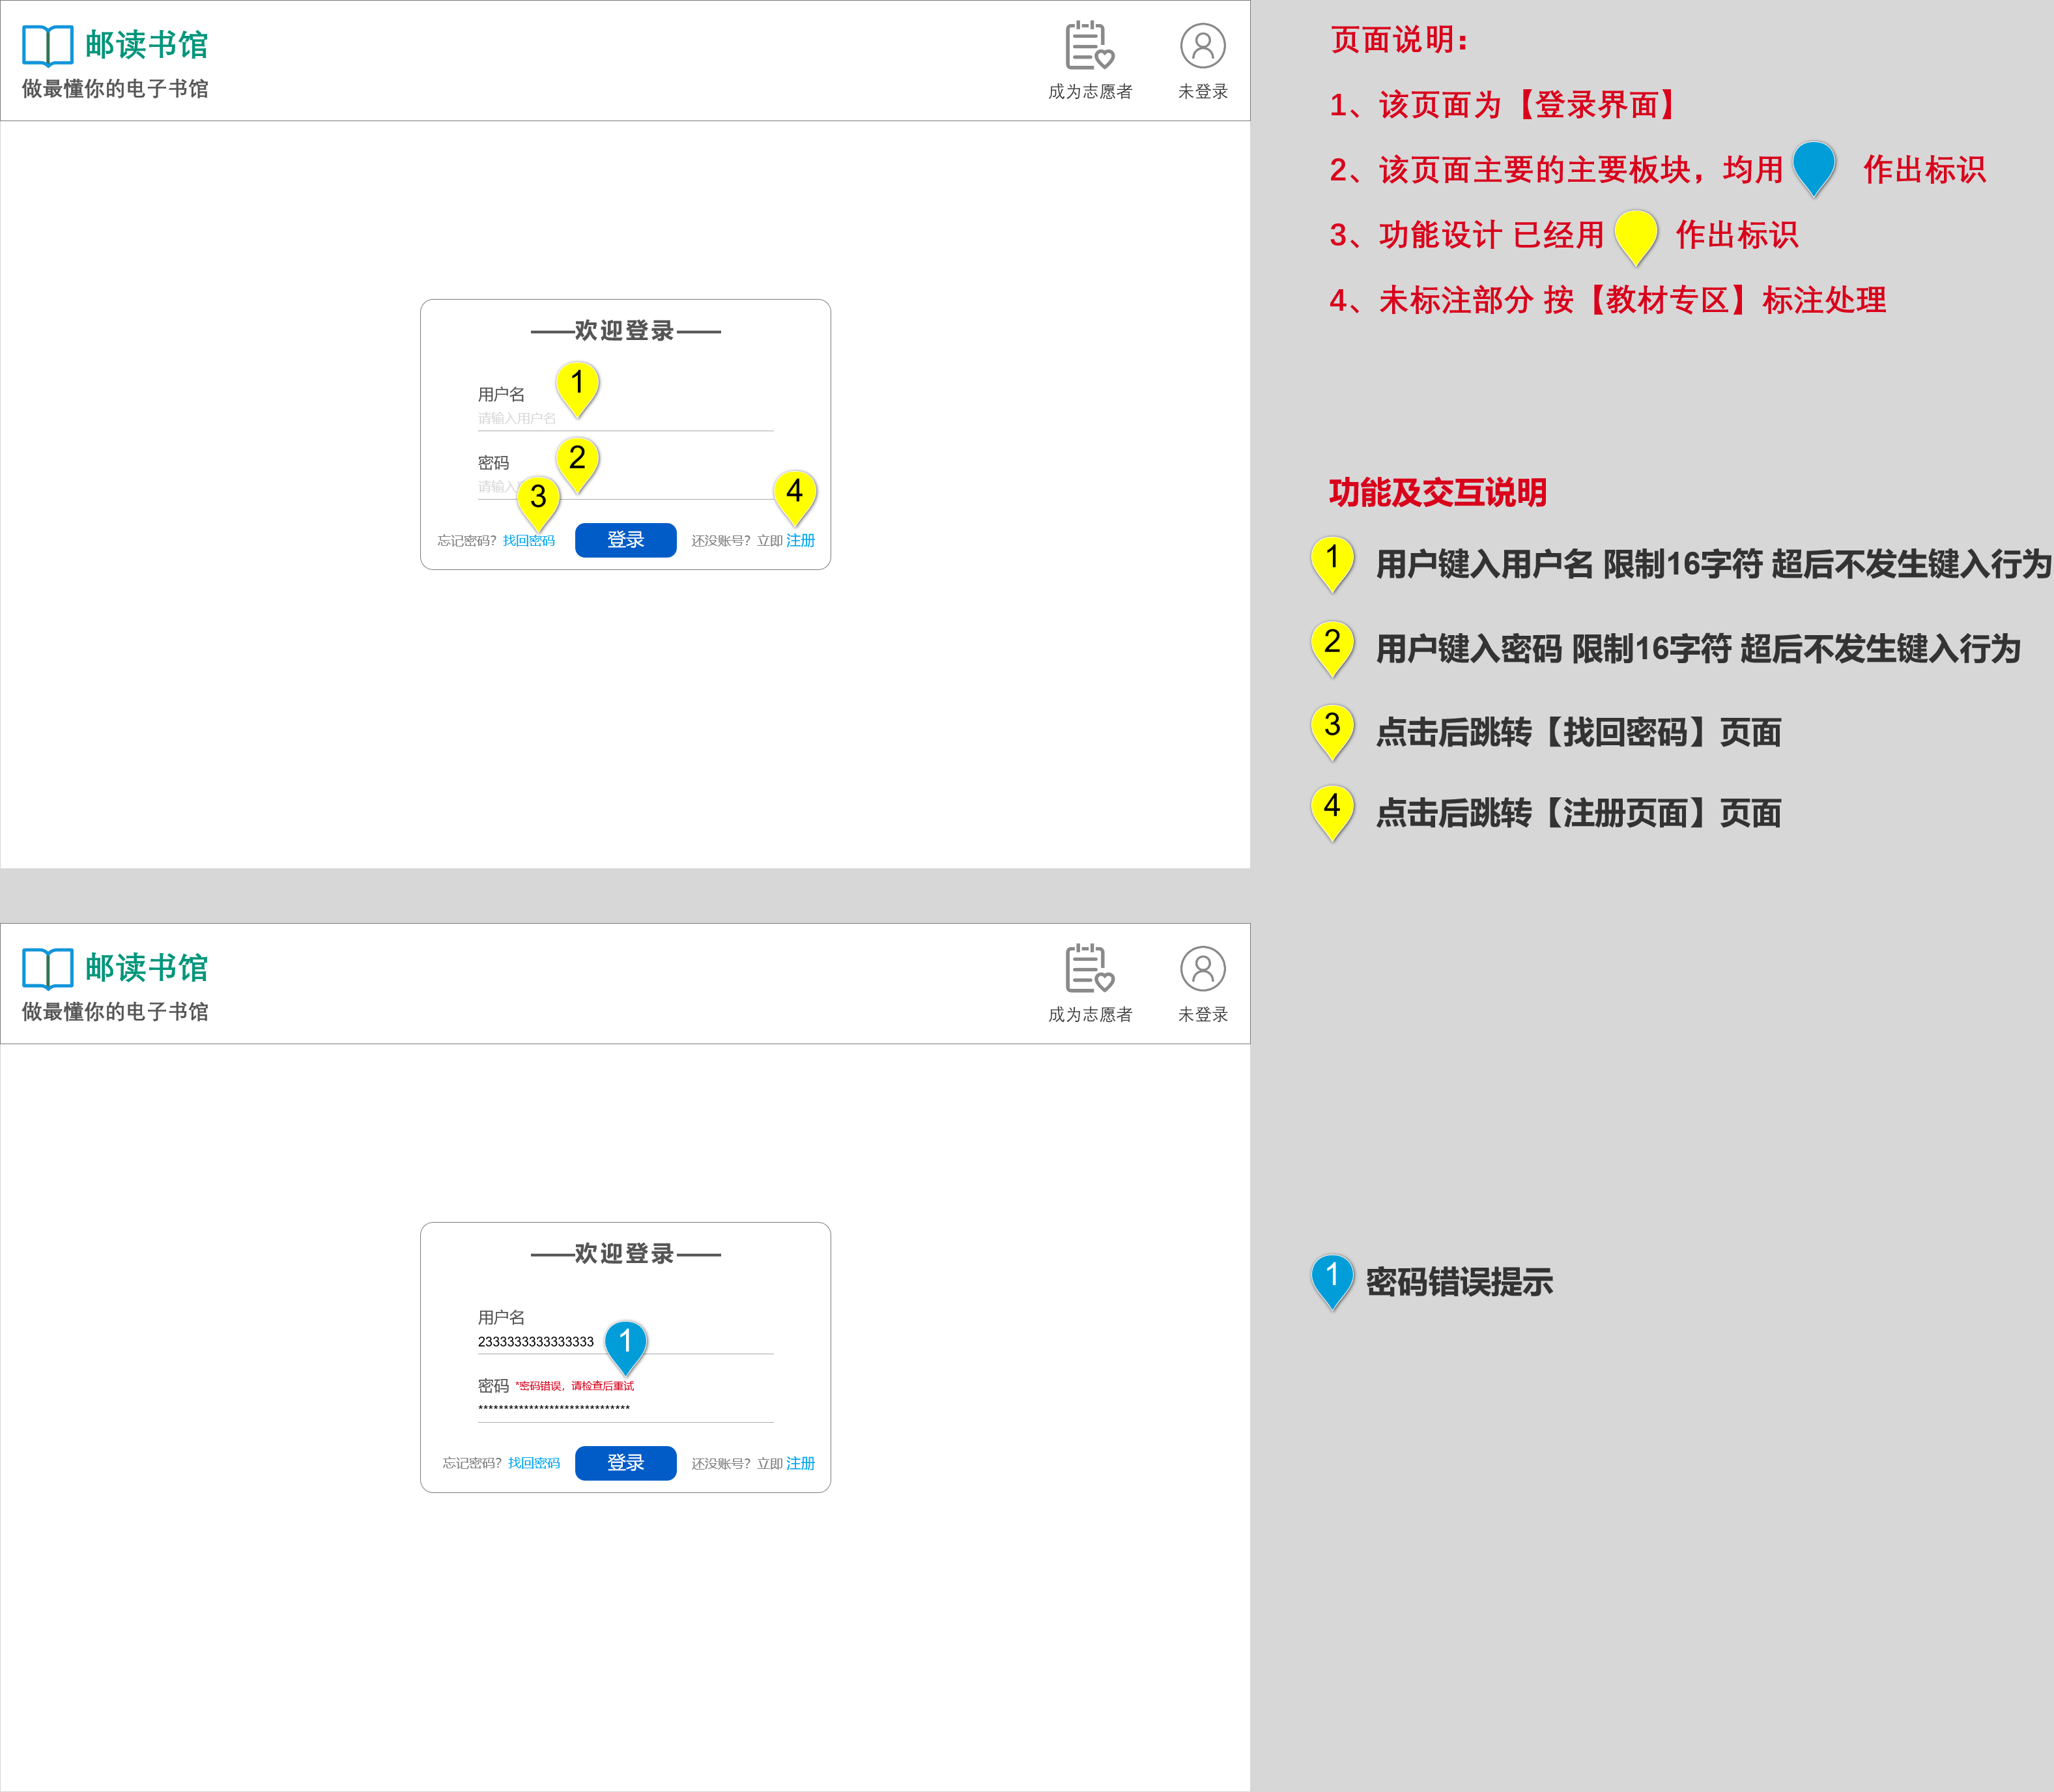 邮读书馆
做最懂你的电子书馆
成为志愿者
未登录
欢迎登录
用户名
1
请输入用户名
密码
2
请输入
3
4
忘记密码？找回密码
登录
还没账号？立即 注册
页面说明：
1、该页面为【登录界面】
2、该页面主要的主要板块，均用 作出标识
3、功能设计 已经用 作出标识
4、未标注部分 按【教材专区】标注处理
功能及交互说明
1 用户键入用户名 限制16字符 超后不发生键入行为
2 用户键入密码 限制16字符 超后不发生键入行为
3 点击后跳转【找回密码】页面
4 点击后跳转【注册页面】页面
邮读书馆
做最懂你的电子书馆
成为志愿者
未登录
欢迎登录
用户名
2333333333333333
1
密码 *密码错误，请检查后重试
******************************
忘记密码？找回密码
登录
还没账号？立即 注册
1 密码错误提示